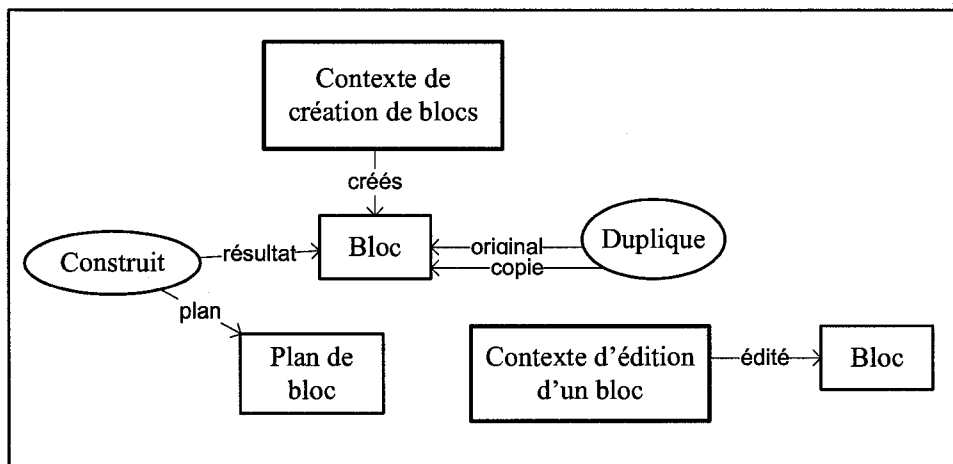 Contexte de
création de blocs
créés
Construit
résultat
Bloc
original
copie
Duplique
plan
Plan de
bloc
Contexte d'édition
d'un bloc
édité
Bloc